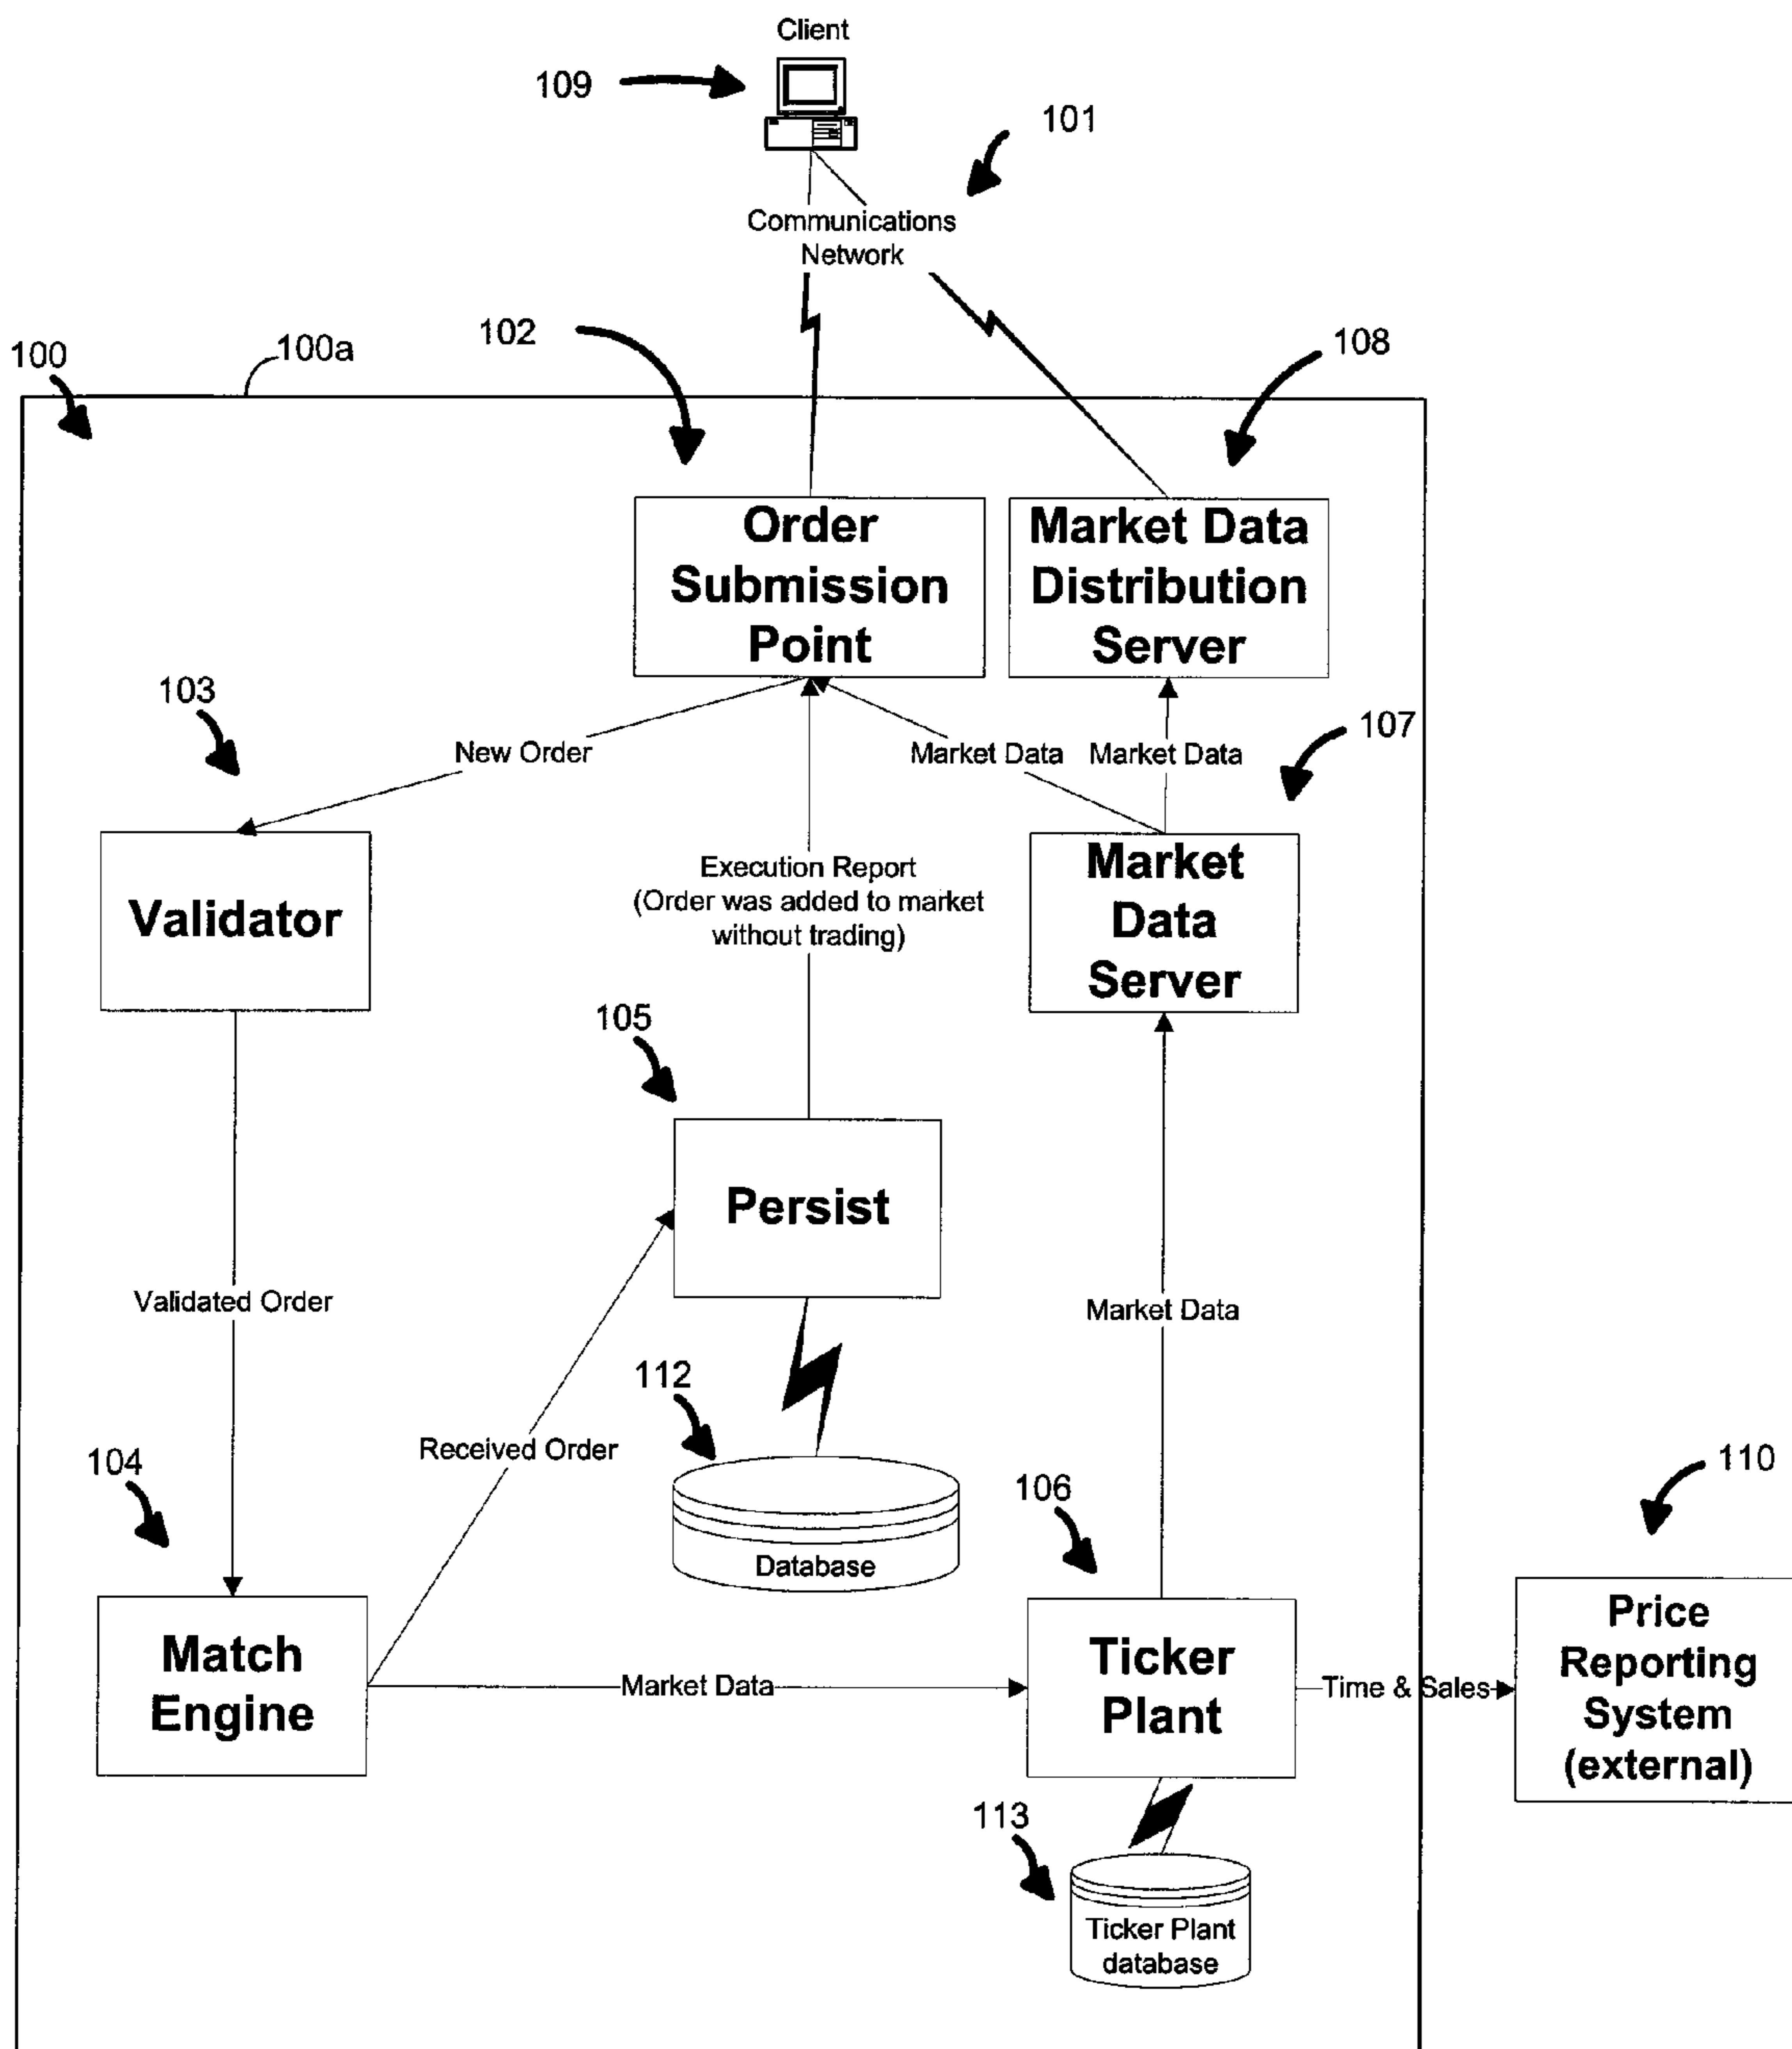 Client
109
101
Communications
Network
102
108
100
100a
Order
Submission
Point
Market Data
Distribution
Server
103
107
New Order
Market Data
Market Data
Validator
Execution Report
(Order was added to market
without trading)
Market
Data
Server
105
Persist
Validated Order
Market Data
112
Received Order
104
106
110
Database
Match
Engine
Market Data
Ticker
Plant
Time & Sales
Price
Reporting
System
(external)
113
Ticker Plant
database